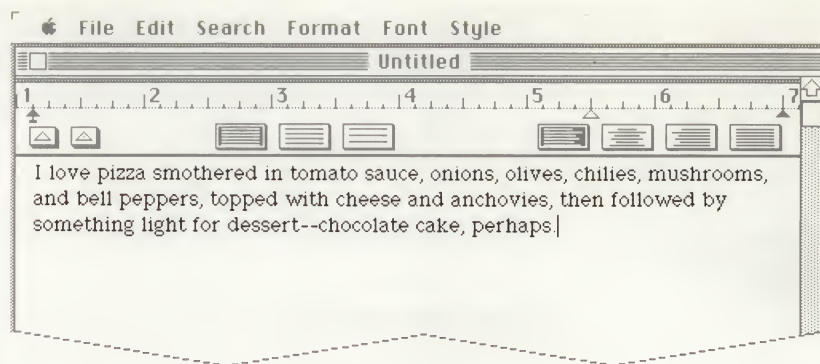 File Edit Search Format Font Style
Untitled
1 2 3 4 5 6 7
I love pizza smothered in tomato sauce, onions, olives, chilies, mushrooms,
and bell peppers, topped with cheese and anchovies, then followed by
something light for dessert--chocolate cake, perhaps.